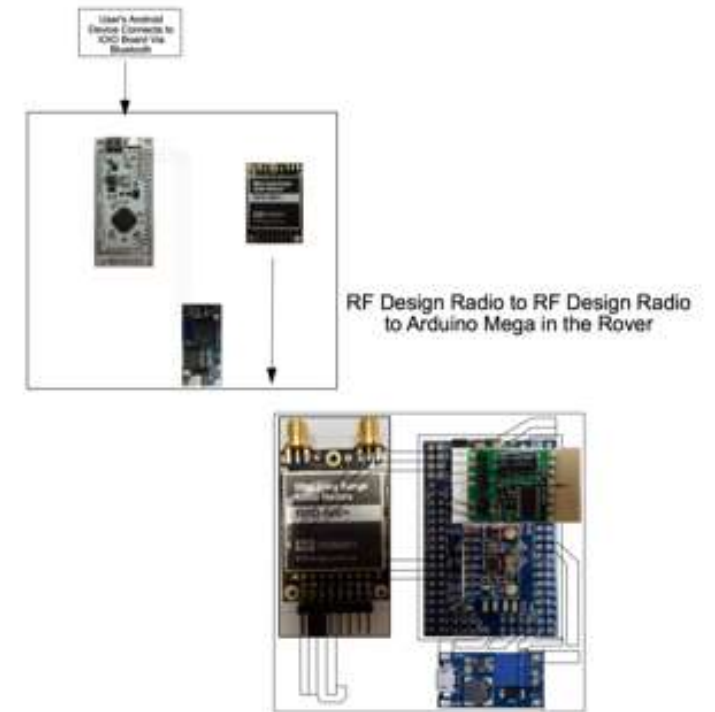 User's Android
Device Connects to
IOIO Board Via
Bluetooth
RF Design Radio to RF Design Radio
to Arduino Mega in the Rover